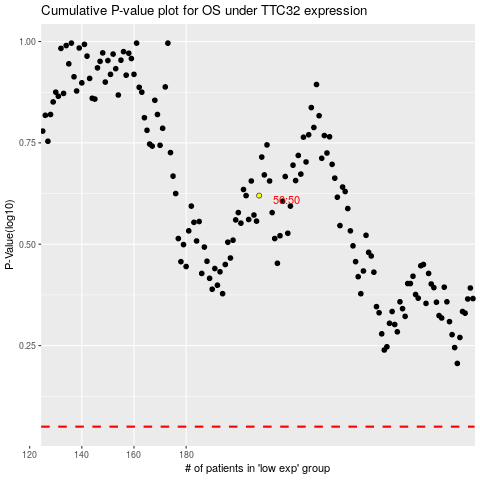 Cumulative P-value plot for OS under TTC32 expression
P-Value(log10)
1.00
0.75
0.50
0.25
50:50
120 140 160 180
# of patients in 'low exp' group